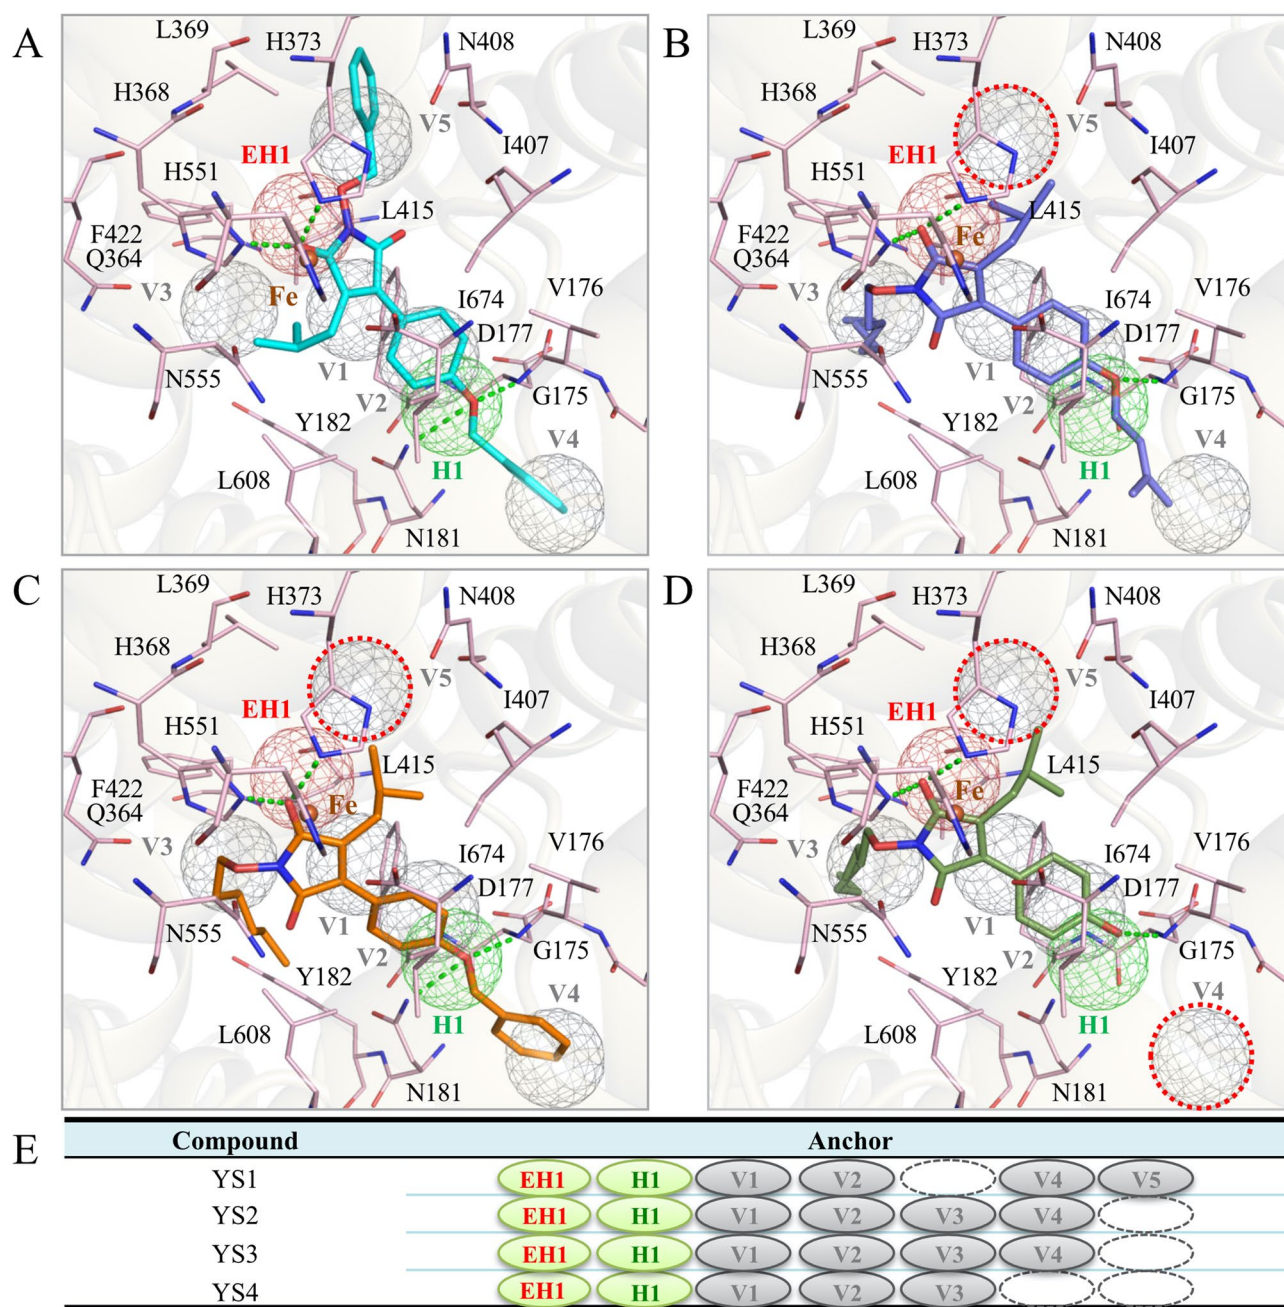 A
L369
H373
N408
H368
V5
EH1
I407
H551
L415
F422
Q364
V3
Fe
I674
V176
D177
N555
V1
V2
G175
Y182
V4
L608
H1
N181
B
L369
H373
N408
H368
V5
EH1
I407
H551
L415
F422
Q364
Fe
V3
I674
V176
D177
N555
V1
V2
G175
Y182
V4
L608
H1
N181
C
L369
H373
N408
H368
V5
EH1
I407
H551
L415
F422
Q364
Fe
V3
I674
V176
D177
N555
V1
V2
G175
Y182
V4
L608
H1
N181
D
L369
H373
N408
H368
V5
EH1
I407
H551
L415
F422
Q364
Fe
V3
I674
V176
D177
N555
V1
V2
G175
Y182
V4
L608
H1
N181
E
Compound Anchor
YS1 EH1 H1 V1 V2 V4 V5
YS2 EH1 H1 V1 V2 V3 V4
YS3 EH1 H1 V1 V2 V3 V4
YS4 EH1 H1 V1 V2 V3